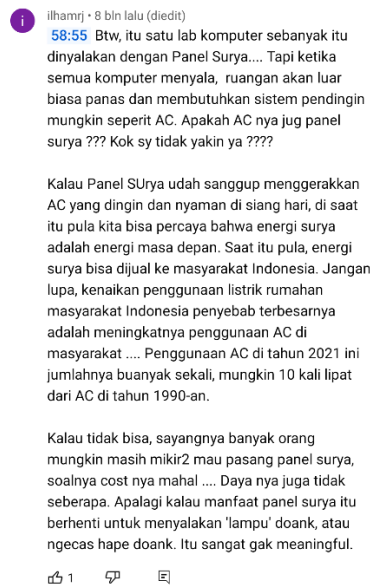 i
ilhamrj • 8 bln lalu (diedit)
58:55 Btw, itu satu lab komputer sebanyak itu
dinyalakan dengan Panel Surya.... Tapi ketika
semua komputer menyala,  ruangan akan luar
biasa panas dan membutuhkan sistem pendingin
mungkin seperit AC. Apakah AC nya jug panel
surya ??? Kok sy tidak yakin ya ????
Kalau Panel SUrya udah sanggup menggerakkan
AC yang dingin dan nyaman di siang hari, di saat
itu pula kita bisa percaya bahwa energi surya
adalah energi masa depan. Saat itu pula, energi
surya bisa dijual ke masyarakat Indonesia. Jangan
lupa, kenaikan penggunaan listrik rumahan
masyarakat Indonesia penyebab terbesarnya
adalah meningkatnya penggunaan AC di
masyarakat .... Penggunaan AC di tahun 2021 ini
jumlahnya buanyak sekali, mungkin 10 kali lipat
dari AC di tahun 1990-an.
Kalau tidak bisa, sayangnya banyak orang
mungkin masih mikir2 mau pasang panel surya,
soalnya cost nya mahal .... Daya nya juga tidak
seberapa. Apalagi kalau manfaat panel surya itu
berhenti untuk menyalakan 'lampu' doank, atau
ngecas hape doank. Itu sangat gak meaningful.
1